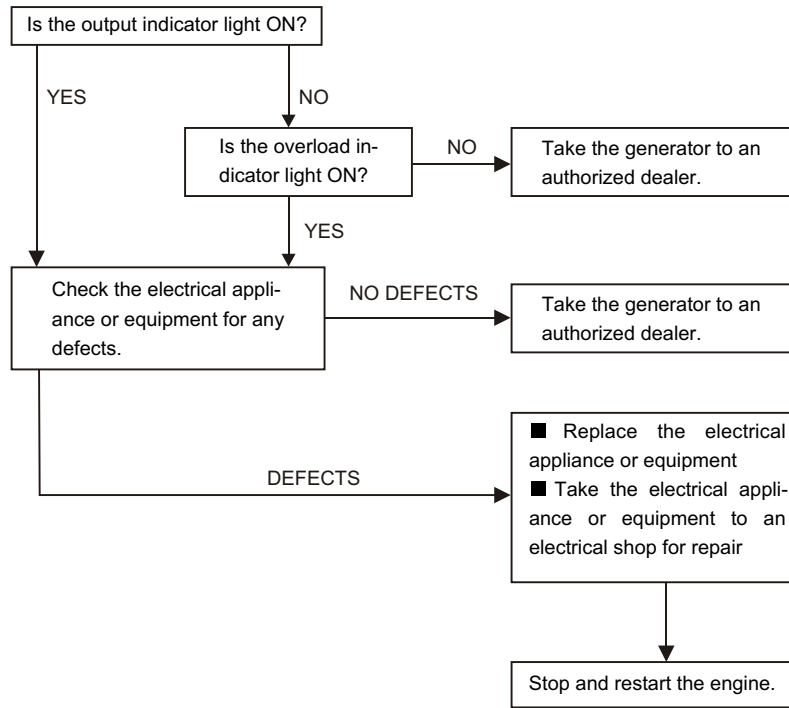 Is the output indicator light ON?
YES
NO
Is the overload in-
dicator light ON?
NO
Take the generator to an
authorized dealer.
YES
Check the electrical appli-
ance or equipment for any
defects.
NO DEFECTS
Take the generator to an
authorized dealer.
DEFECTS
■ Replace the electrical
appliance or equipment
■ Take the electrical appli-
ance or equipment to an
electrical shop for repair
Stop and restart the engine.